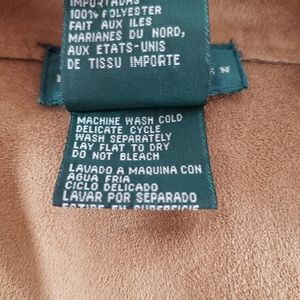 IMPORTADAS
100% POLYESTER
FAIT AUX ILES
MARIANES DU NORD,
AUX ETATS-UNIS
DE TISSU IMPORTE
MACHINE WASH COLD
DELICATE CYCLE
WASH SEPARATELY
LAY FLAT TO DRY
DO NOT BLEACH
LAVADO A MAQUINA CON
AGUA FRIA
CICLO DELICADO
LAVAR POR SEPARADO